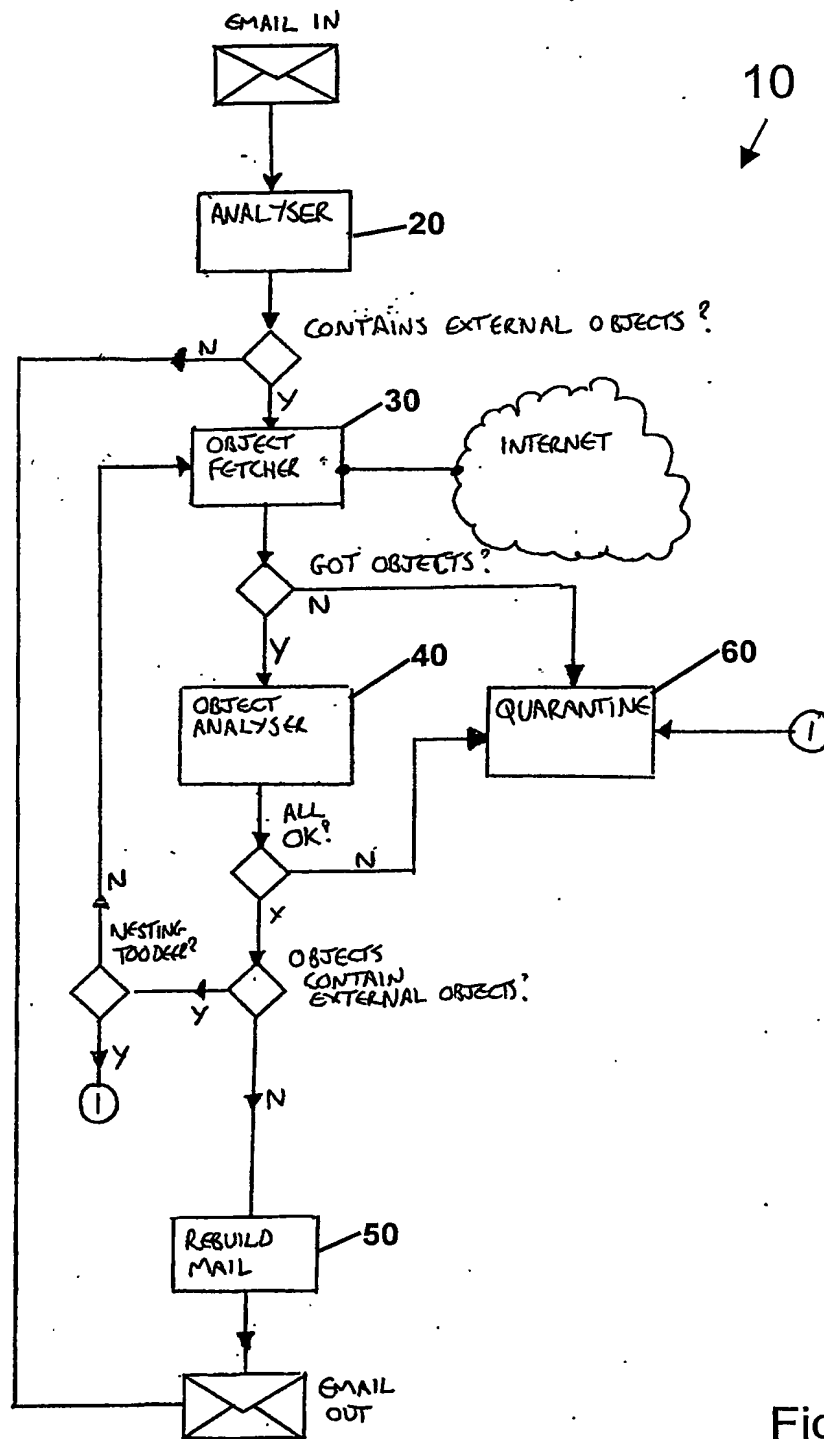 EMAIL IN
10
ANALYSER
20
CONTAINS EXTERNAL OBJECTS?
N
Y
30
OBJECT
FETCHER
INTERNET
GOT OBJECTS?
N
Y
40
60
OBJECT
ANALYSER
QUARANTINE
1
ALL
OK?
N
N
Y
NESTING
TOO DEEP?
OBJECTS
CONTAIN
EXTERNAL OBJECTS?
Y
Y
1
N
REBUILD
MAIL
50
EMAIL
OUT